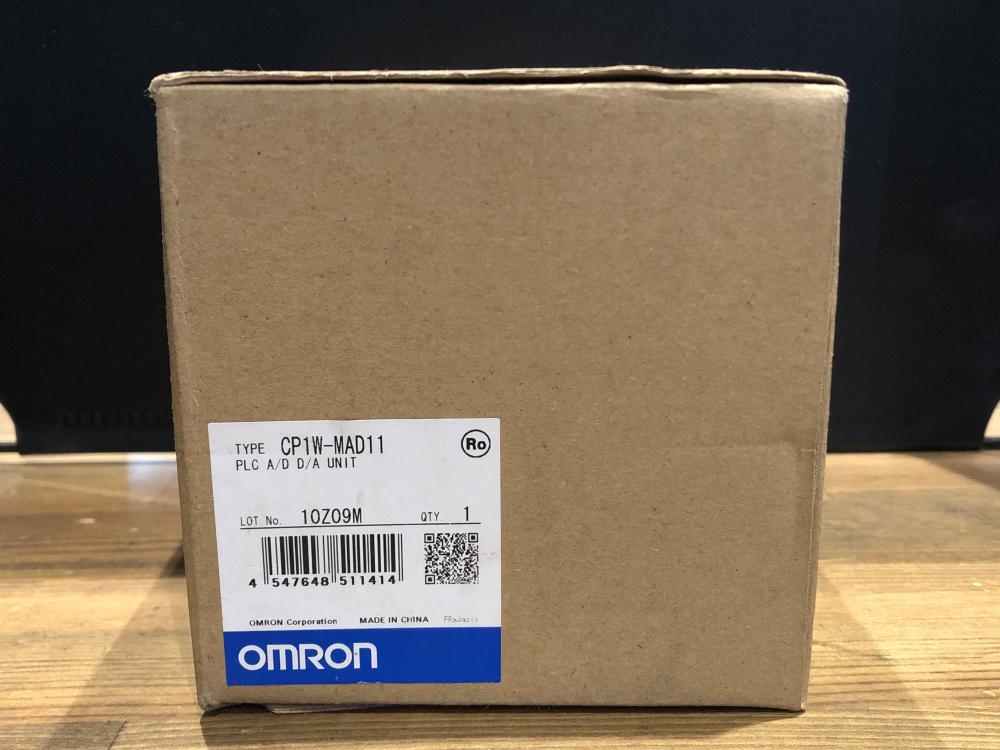 TYPE CP1W-MAD11
Ro
PLC A/D D/A UNIT
LOT No. 10Z09M QTY. 1
4 547648 511414
OMRON Corporation MADE IN CHINA
OMRON